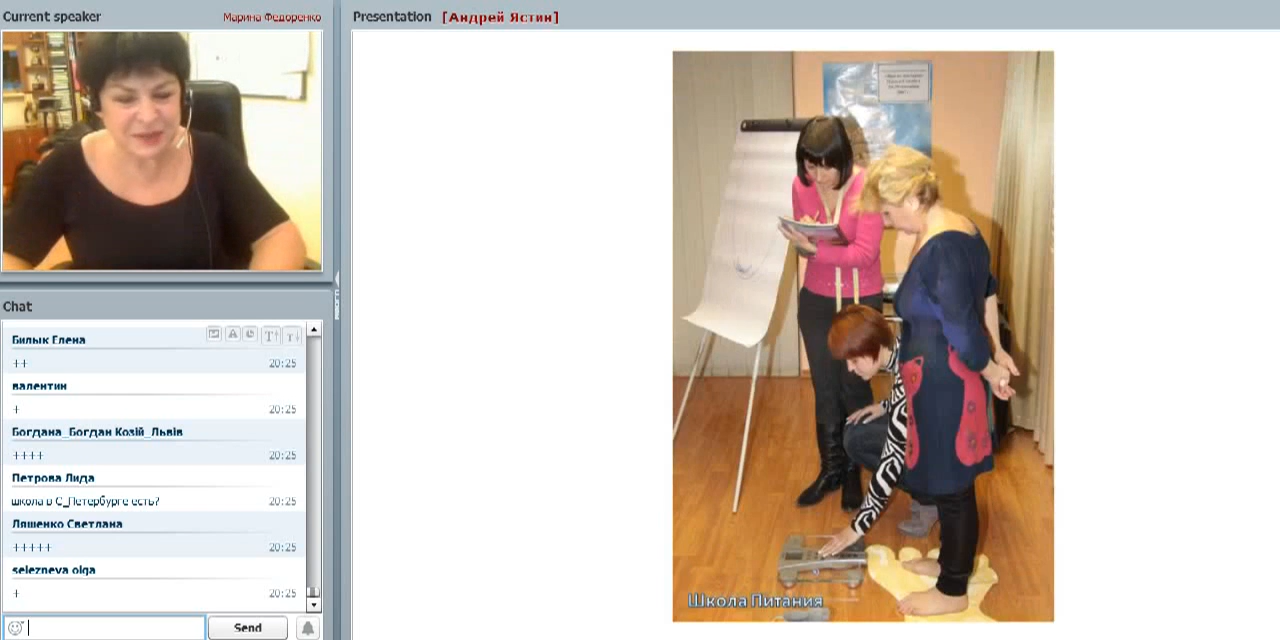 Current speaker
Марина Федоренко
Presentation [Андрей Ястин]
Chat
Билык Елена
++ 20:25
валентин
+ 20:25
Богдана_Богдан Козій_Львів
++++ 20:25
Петрова Лида
школа в С_Петербурге есть? 20:25
Ляшенко Светлана
+++++ 20:25
selezneva olga
+ 20:25
Send
Школа Питания